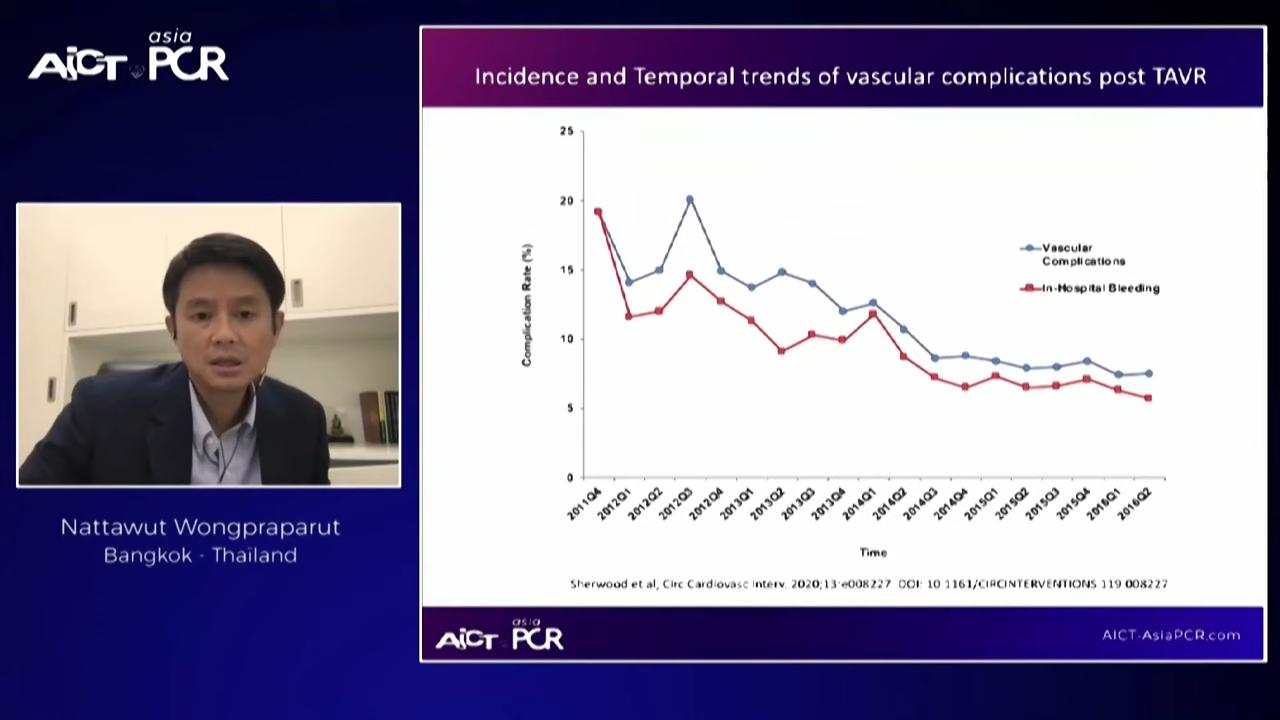 asia
AICT PCR
Nattawut Wongpraparut
Bangkok - Thaïland
Incidence and Temporal trends of vascular complications post TAVR
25
20
15
10
5
0
Complication Rate (%)
Vascular
Complications
In-Hospital Bleeding
2011Q4
2012Q1
2012Q2
2012Q3
2012Q4
2013Q1
2013Q2
2013Q3
2013Q4
2014Q1
2014Q2
2014Q3
2014Q4
2015Q1
2015Q2
2015Q3
2015Q4
2016Q1
2016Q2
Time
Sherwood et al, Circ Cardiovasc Interv. 2020;13:e008227 DOI: 10 1161/CIRCINTERVENTIONS.119 008227
asia
AICT PCR
AICT-AsiaPCR.com